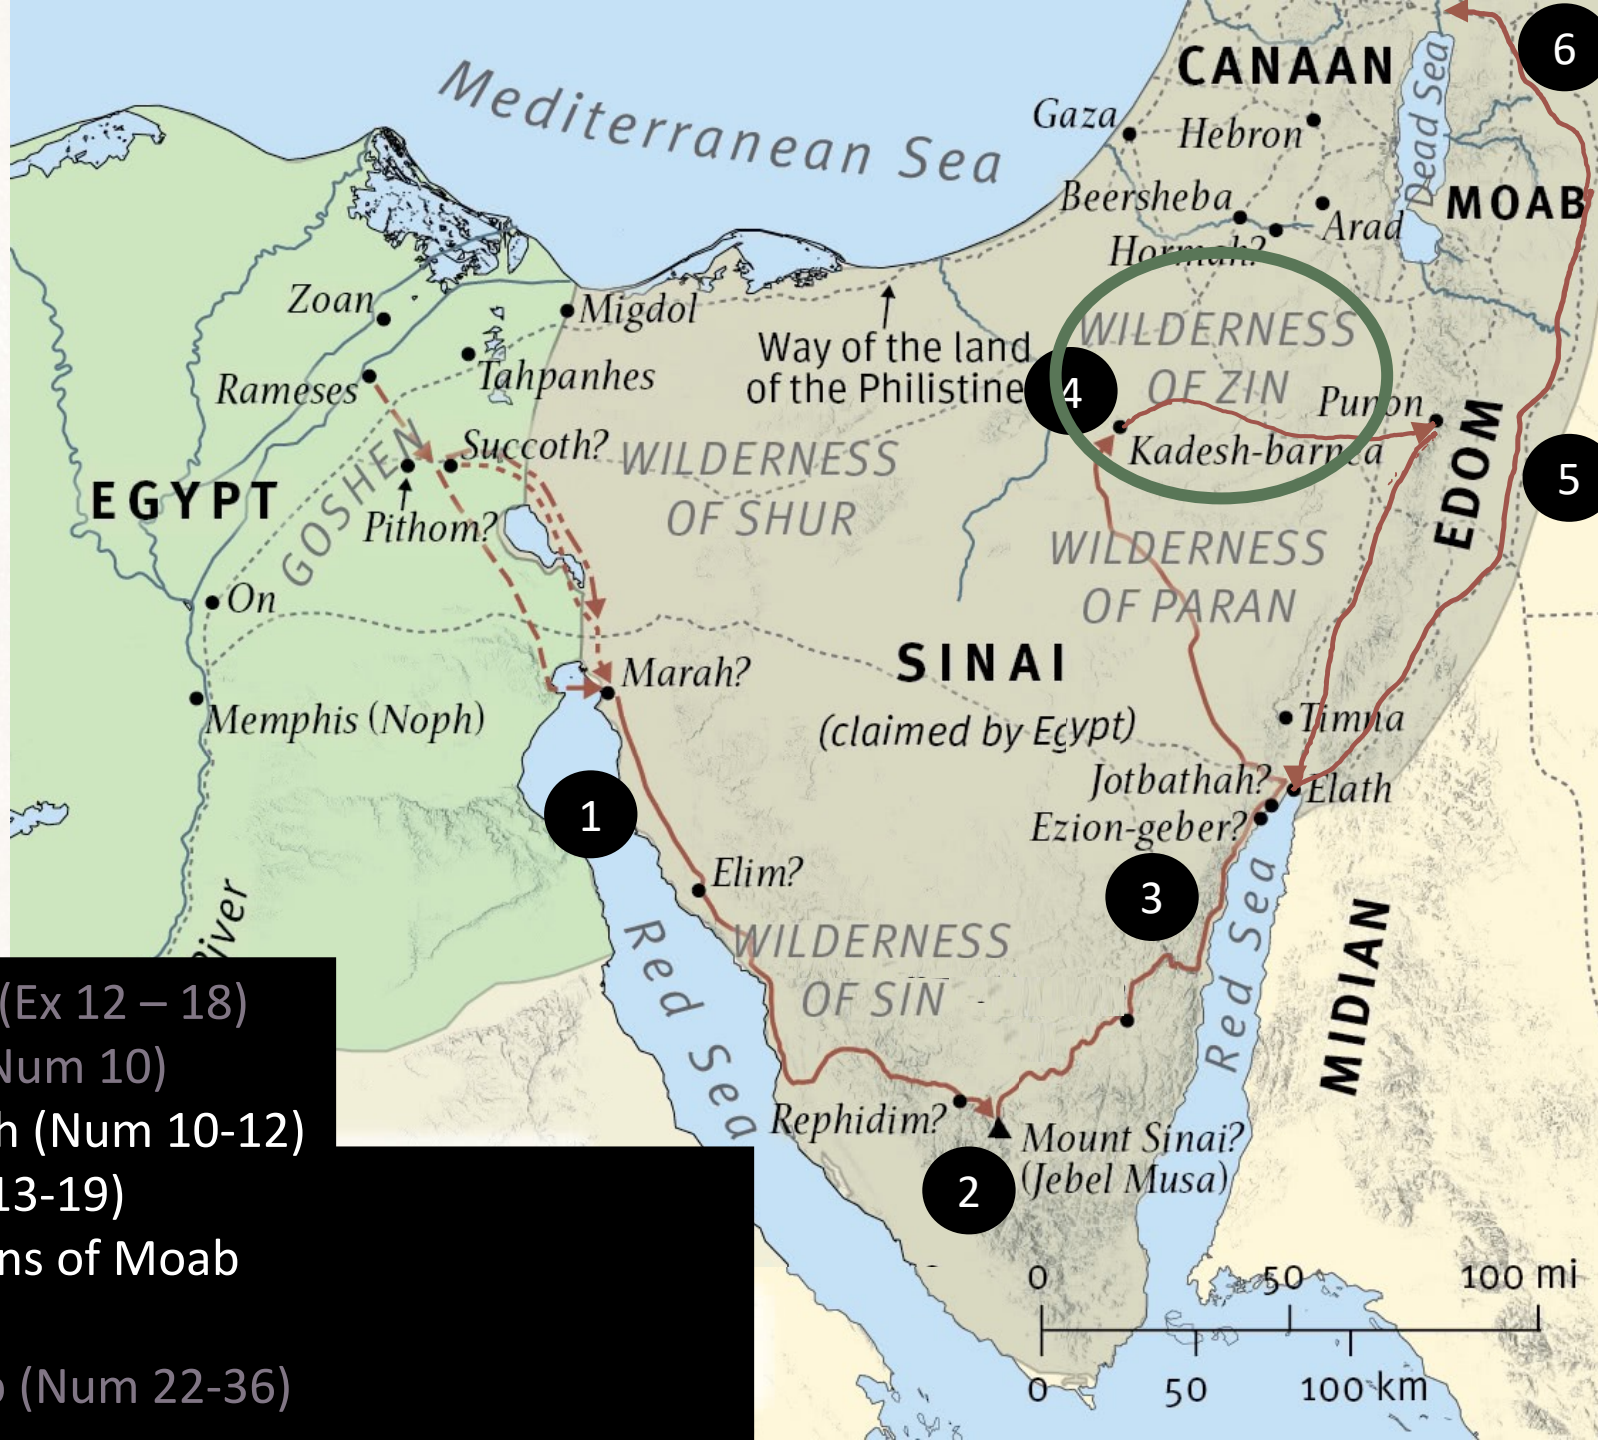 Mediterranean Sea
CANAAN
6
Dead Sea
Gaza
Hebron
Beersheba
Arad
MOAB
Hormah?
Zoan
Migdol
WILDERNESS
OF ZIN
Way of the land
of the Philistine
4
Rameses
Tahpanhes
Punon
Kadesh-barnea
Succoth?
WILDERNESS
OF SHUR
EGYPT
GOSHEN
Pithom?
EDOM
5
WILDERNESS
OF PARAN
On
SINAI
(claimed by Egypt)
Marah?
Memphis (Noph)
Timna
Jotbathah?
Elath
Ezion-geber?
1
Elim?
3
River
Red Sea
WILDERNESS
OF SIN
Red Sea
MIDIAN
Rephidim?
Mount Sinai?
(Jebel Musa)
2
(Ex 12 – 18)
Num 10)
h (Num 10-12)
13-19)
ns of Moab
(Num 22-36)
0 50 100 mi
0 50 100 km